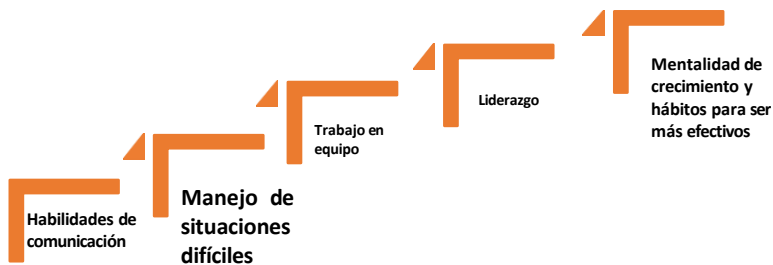 Habilidades de
comunicación
Manejo de
situaciones
difíciles
Trabajo en
equipo
Liderazgo
Mentalidad de
crecimiento y
hábitos para ser
más efectivos